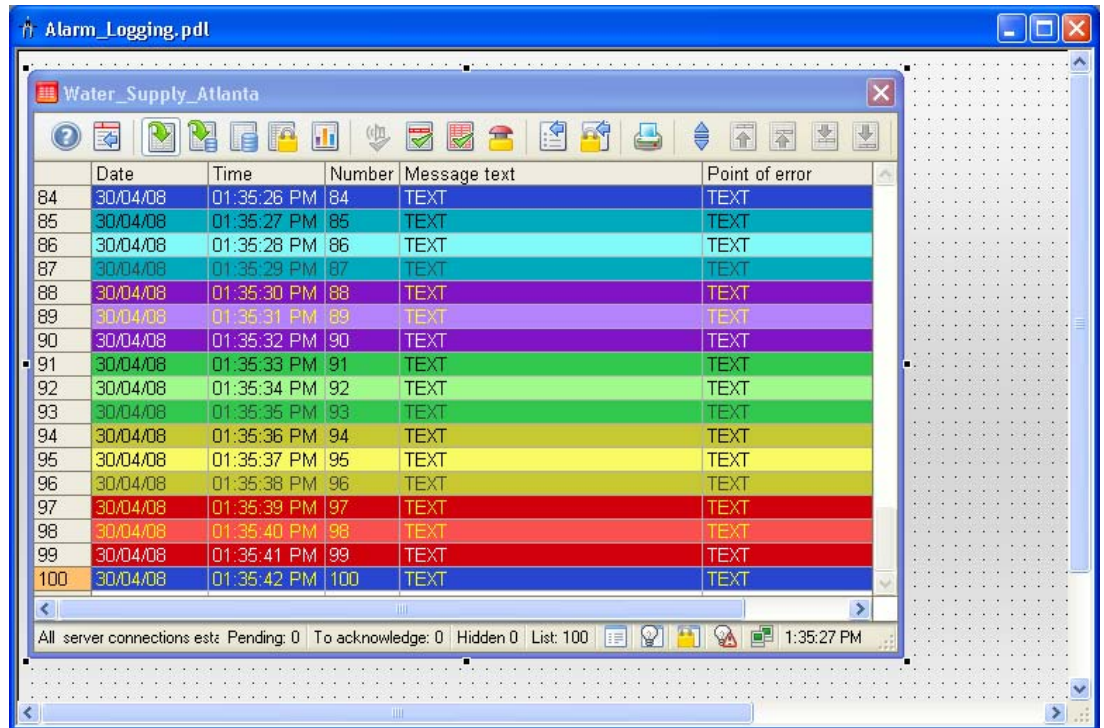 Alarm_Logging.pdl
Water_Supply_Atlanta
Date Time Number Message text Point of error
84 30/04/08 01:35:26 PM 84 TEXT TEXT
85 30/04/08 01:35:27 PM 85 TEXT TEXT
86 30/04/08 01:35:28 PM 86 TEXT TEXT
87 30/04/08 01:35:29 PM 87 TEXT TEXT
88 30/04/08 01:35:30 PM 88 TEXT TEXT
89 30/04/08 01:35:31 PM 89 TEXT TEXT
90 30/04/08 01:35:32 PM 90 TEXT TEXT
91 30/04/08 01:35:33 PM 91 TEXT TEXT
92 30/04/08 01:35:34 PM 92 TEXT TEXT
93 30/04/08 01:35:35 PM 93 TEXT TEXT
94 30/04/08 01:35:36 PM 94 TEXT TEXT
95 30/04/08 01:35:37 PM 95 TEXT TEXT
96 30/04/08 01:35:38 PM 96 TEXT TEXT
97 30/04/08 01:35:39 PM 97 TEXT TEXT
98 30/04/08 01:35:40 PM 98 TEXT TEXT
99 30/04/08 01:35:41 PM 99 TEXT TEXT
100 30/04/08 01:35:42 PM 100 TEXT TEXT
All server connections esta Pending: 0 To acknowledge: 0 Hidden 0 List: 100 1:35:27 PM